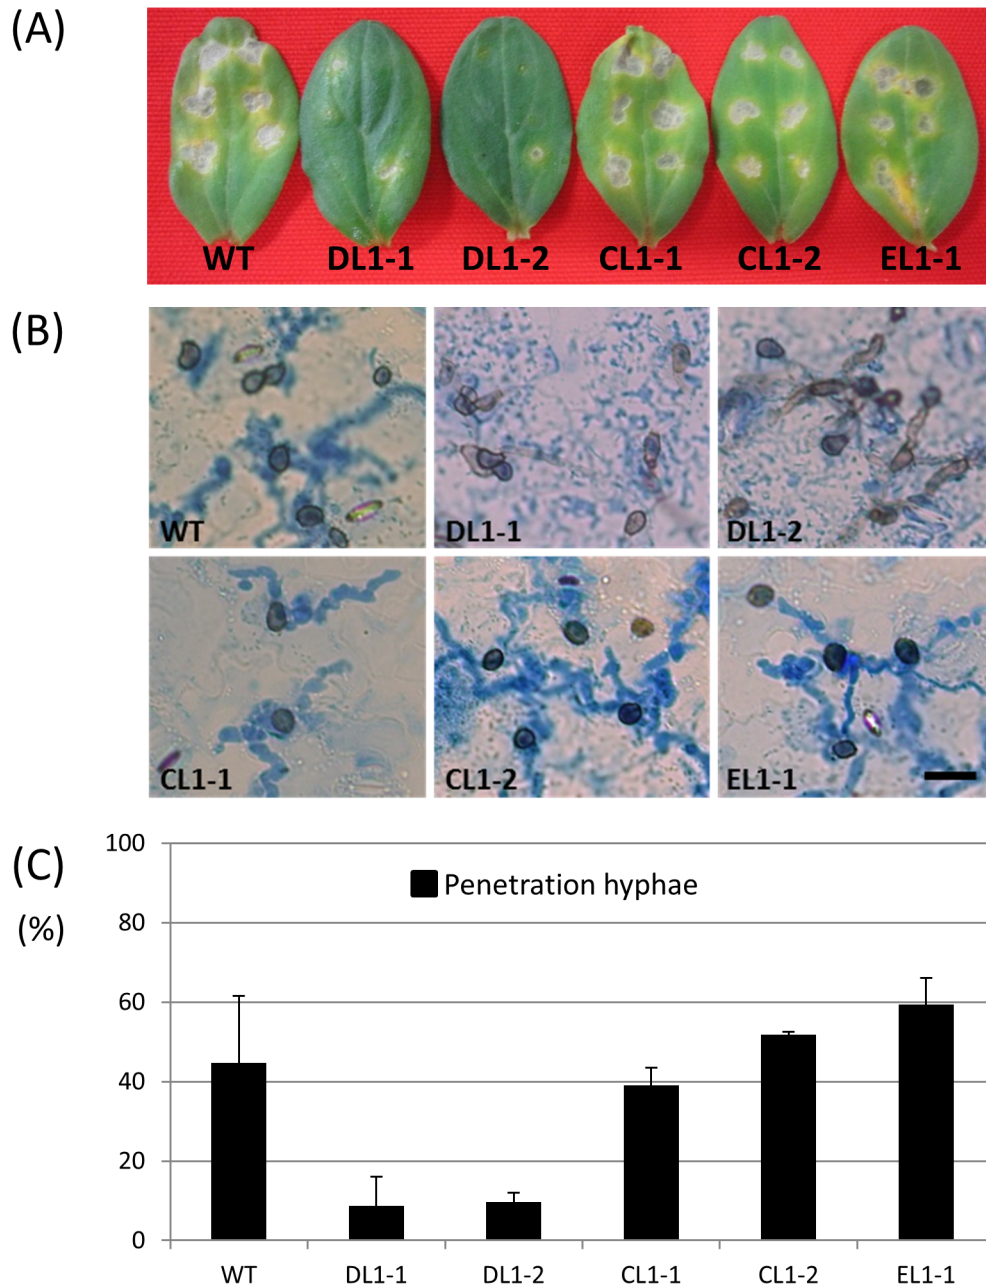 (A)
WT DL1-1 DL1-2 CL1-1 CL1-2 EL1-1
(B)
WT DL1-1 DL1-2
CL1-1 CL1-2 EL1-1
(C)
(%)
100
Penetration hyphae
80
60
40
20
0
WT DL1-1 DL1-2 CL1-1 CL1-2 EL1-1